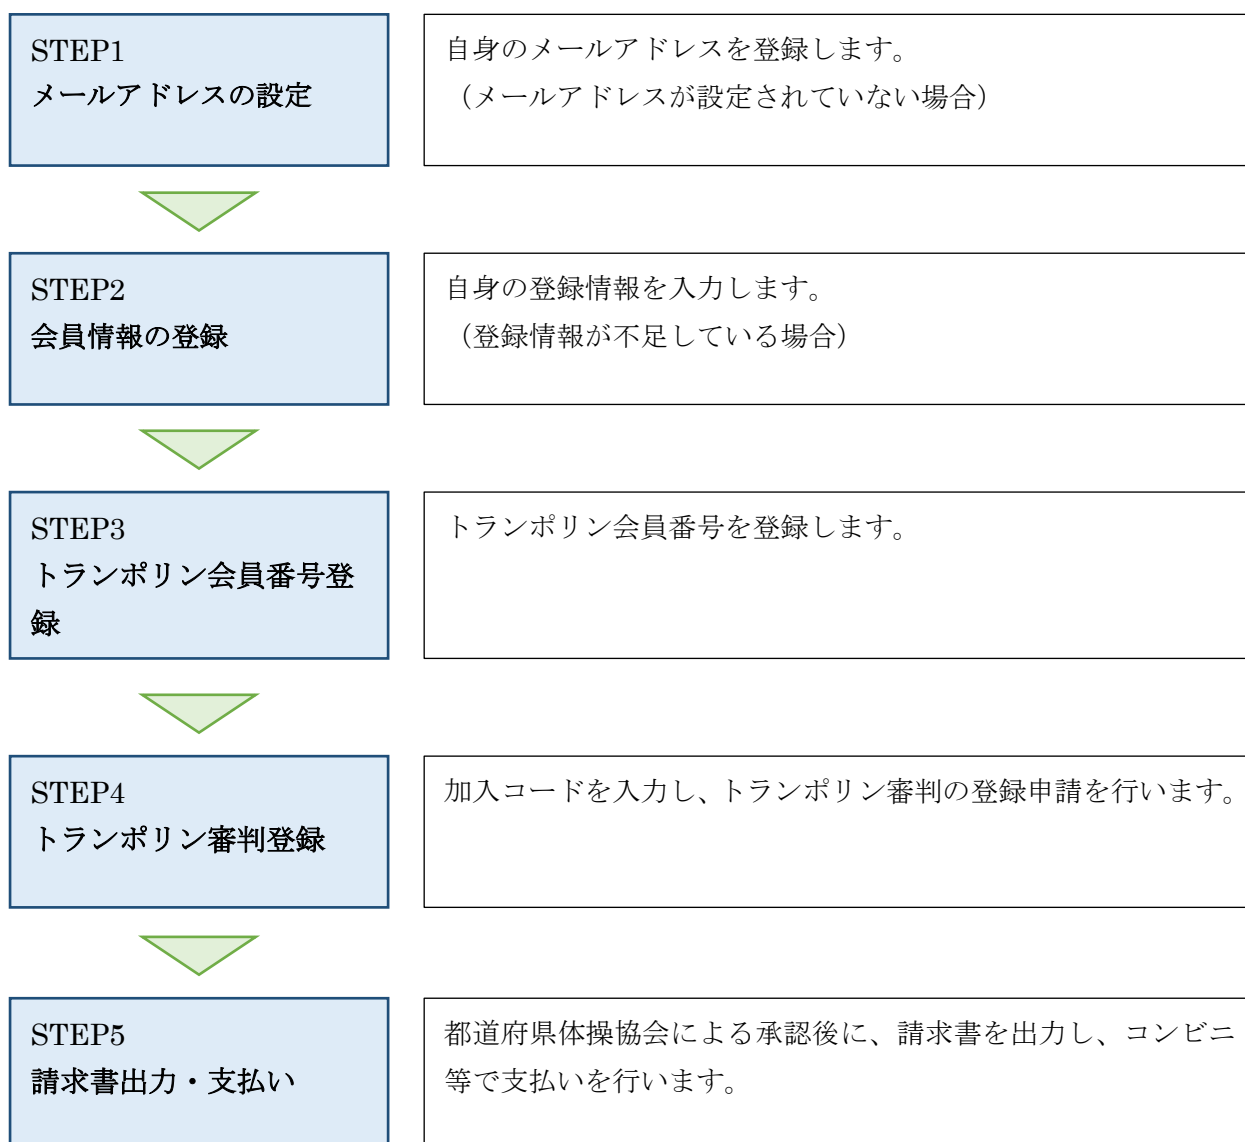 STEP1
メールアドレスの設定
自身のメールアドレスを登録します。
（メールアドレスが設定されていない場合）
STEP2
会員情報の登録
自身の登録情報を入力します。
（登録情報が不足している場合）
STEP3
トランポリン会員番号登
録
トランポリン会員番号を登録します。
STEP4
トランポリン審判登録
加入コードを入力し、トランポリン審判の登録申請を行います。
STEP5
請求書出力・支払い
都道府県体操協会による承認後に、請求書を出力し、コンビニ
等で支払いを行います。